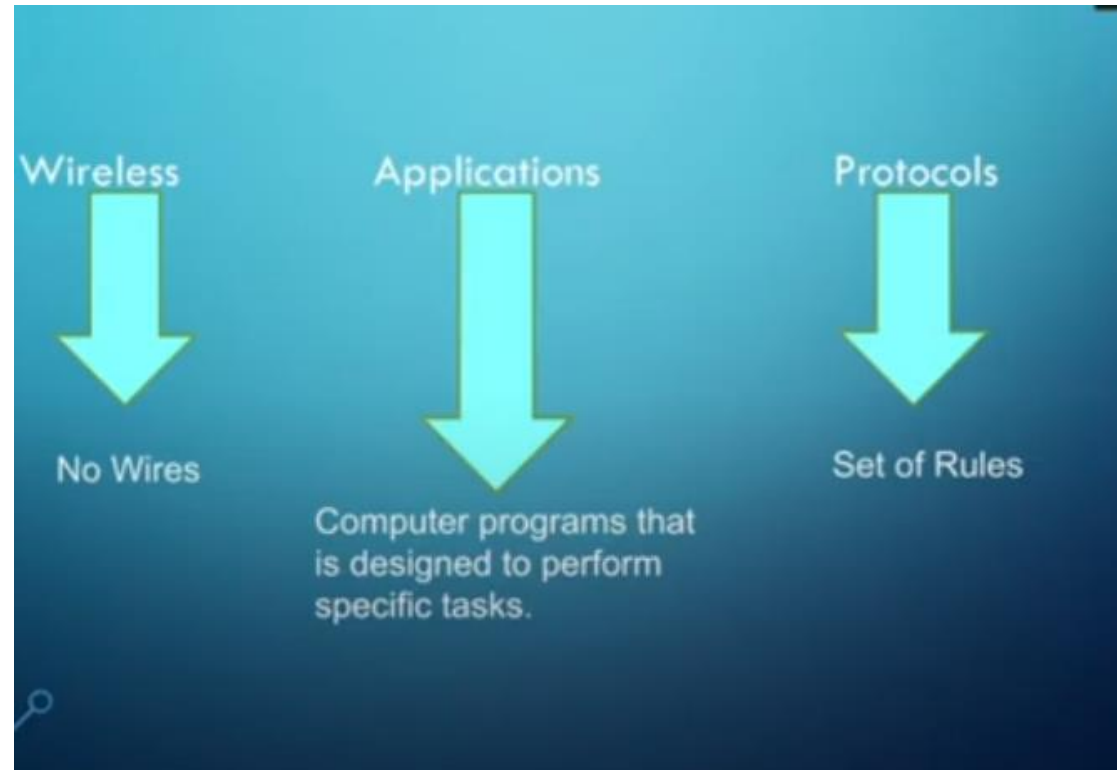 Wireless
Applications
Protocols
No Wires
Computer programs that
is designed to perform
specific tasks.
Set of Rules